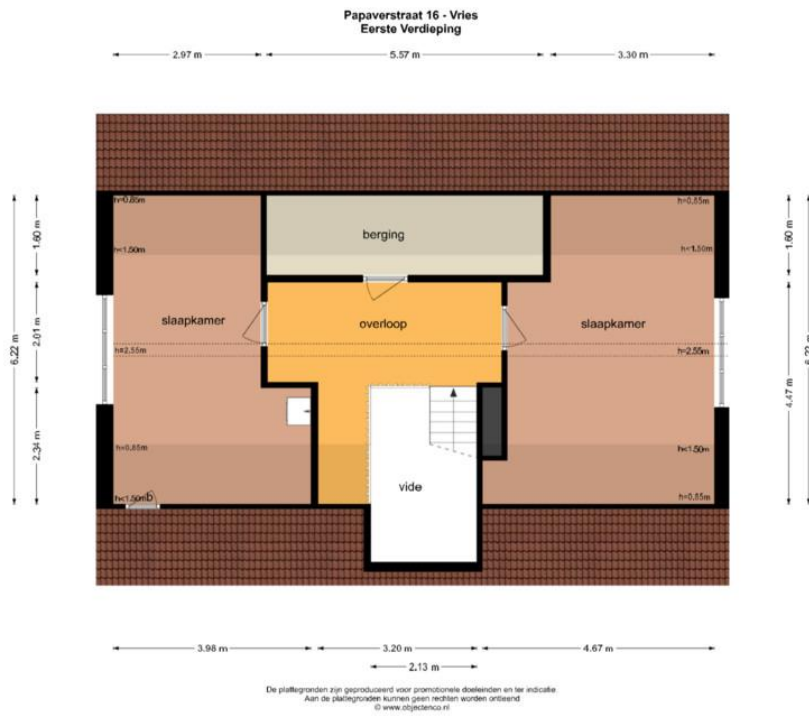 Papaverstraat 16 - Vries
Eerste Verdieping
2.97 m
5.57 m
3.30 m
h=0,85m
h=0,85m
1.60 m
1.60 m
berging
h<1.50m
h<1.50m
slaapkamer
overloop
slaapkamer
2.01 m
h=2,55m
h=2,55m
6.22 m
6.22 m
4.47 m
2.34 m
h=0,85m
h<1.50m
vide
h<1.50m
b
h=0,85m
3.98 m
3.20 m
4.67 m
2.13 m
De plattegronden zijn geproduceerd voor promotionele doeleinden en ter indicatie.
Aan de plattegronden kunnen geen rechten worden ontleend
© www.objectenco.nl